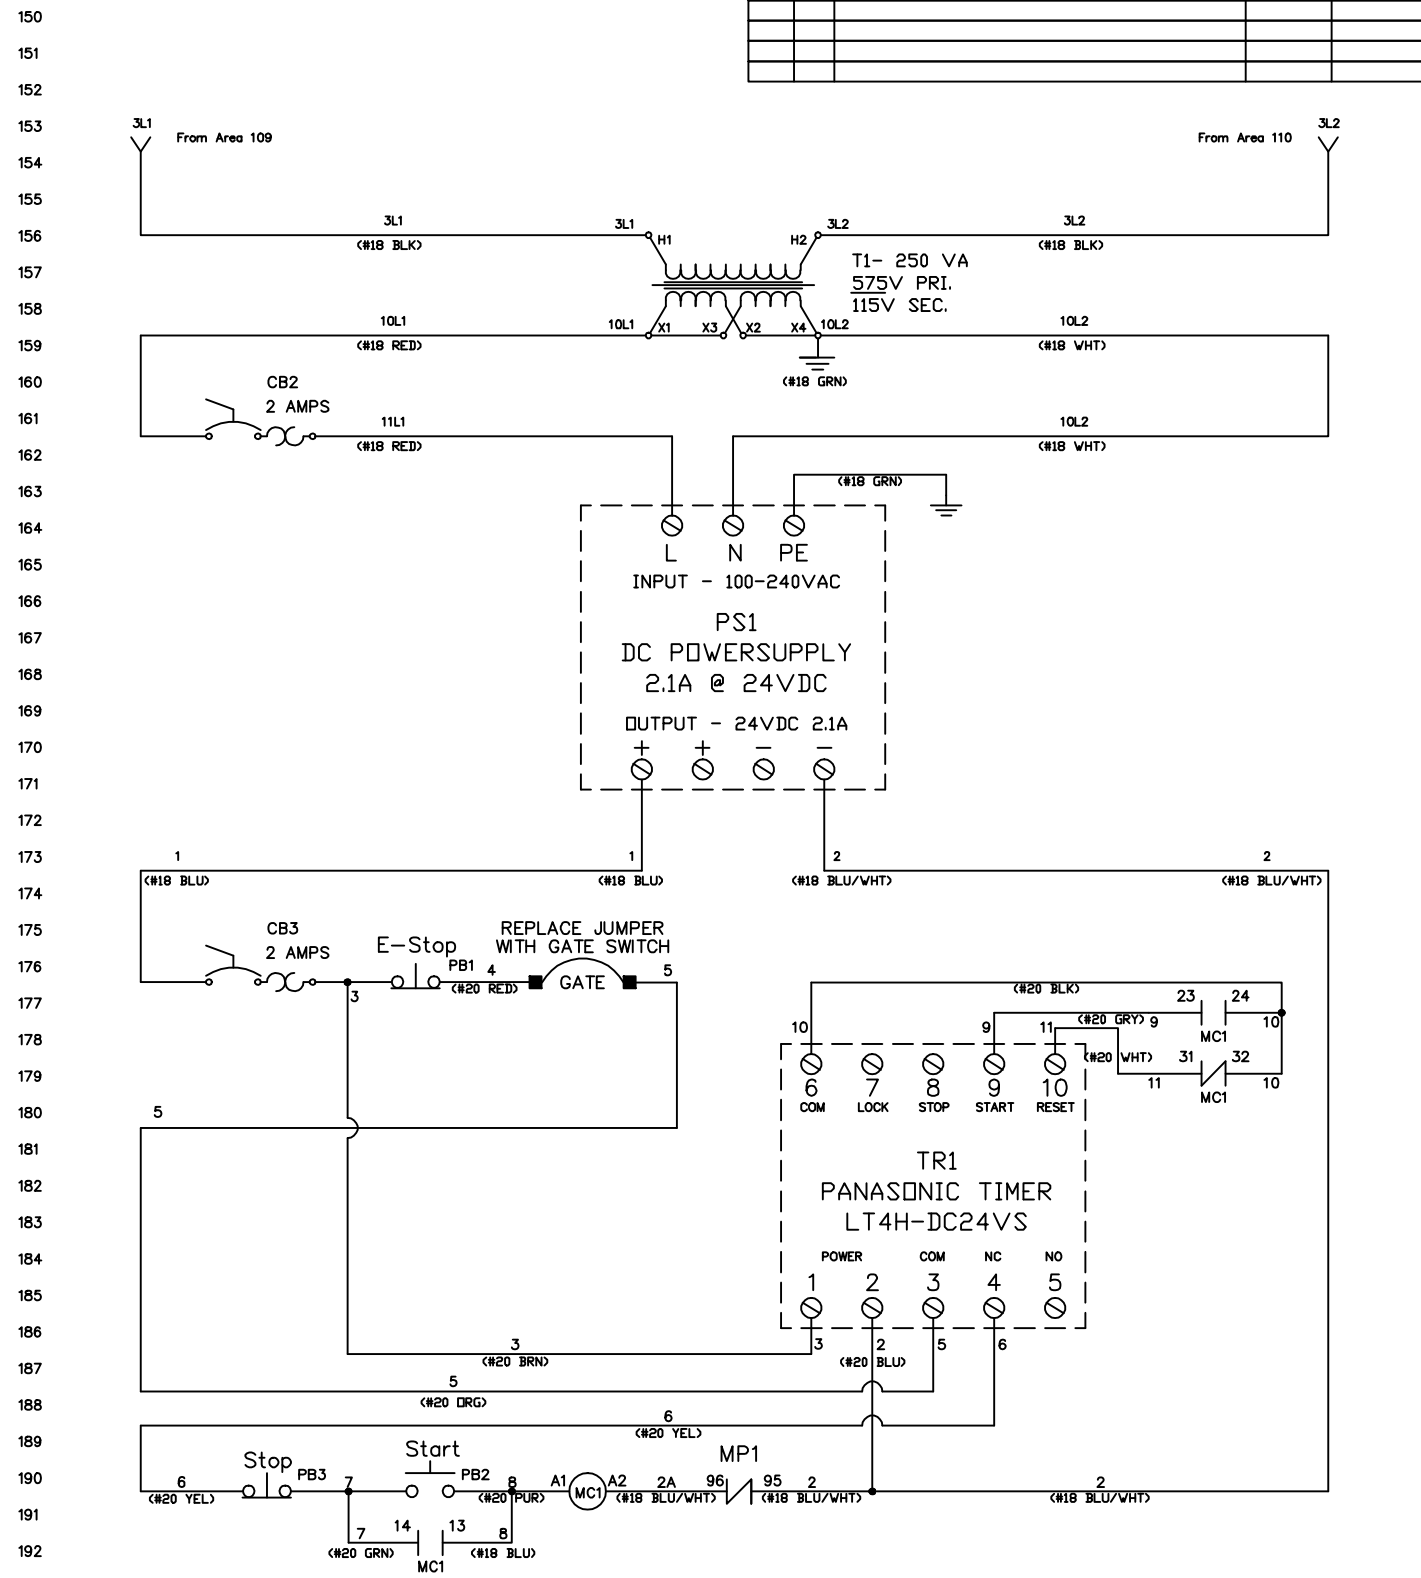 150
151
152
153
3L1
From Area 109
From Area 110
3L2
154
155
156
3L1
(#18 BLK)
3L1
H1
H2
3L2
3L2
(#18 BLK)
157
T1- 250 VA
575V PRI.
115V SEC.
158
159
10L1
(#18 RED)
10L1
X1
X3
X2
X4
10L2
10L2
(#18 WHT)
(#18 GRN)
160
CB2
2 AMPS
161
11L1
(#18 RED)
10L2
(#18 WHT)
162
163
(#18 GRN)
164
165
L
N
PE
166
INPUT - 100-240VAC
167
PS1
168
DC POWERSUPPLY
2.1A @ 24VDC
169
OUTPUT - 24VDC 2.1A
170
+
+
–
–
171
172
173
1
(#18 BLU)
1
(#18 BLU)
2
(#18 BLU/WHT)
2
(#18 BLU/WHT)
174
175
CB3
2 AMPS
E-Stop
PB1
REPLACE JUMPER
WITH GATE SWITCH
176
3
4
(#20 RED)
GATE
5
177
(#20 BLK)
23
24
178
10
9
(#20 GRY)
9
11
MC1
10
(#20 WHT)
31
32
179
6
7
8
9
10
11
MC1
10
COM
LOCK
STOP
START
RESET
180
5
181
TR1
182
PANASONIC TIMER
183
LT4H-DC24VS
184
POWER
COM
NC
NO
185
1
2
3
4
5
186
3
(#20 BRN)
3
2
(#20 BLU)
5
6
187
5
(#20 ORG)
188
6
(#20 YEL)
189
Stop
Start
MP1
190
6
(#20 YEL)
PB3
7
PB2
8
(#20 PUR)
A1
MC1
A2
2A
(#18 BLU/WHT)
96
95
2
(#18 BLU/WHT)
2
(#18 BLU/WHT)
191
7
(#20 GRN)
14
13
8
(#18 BLU)
192
MC1